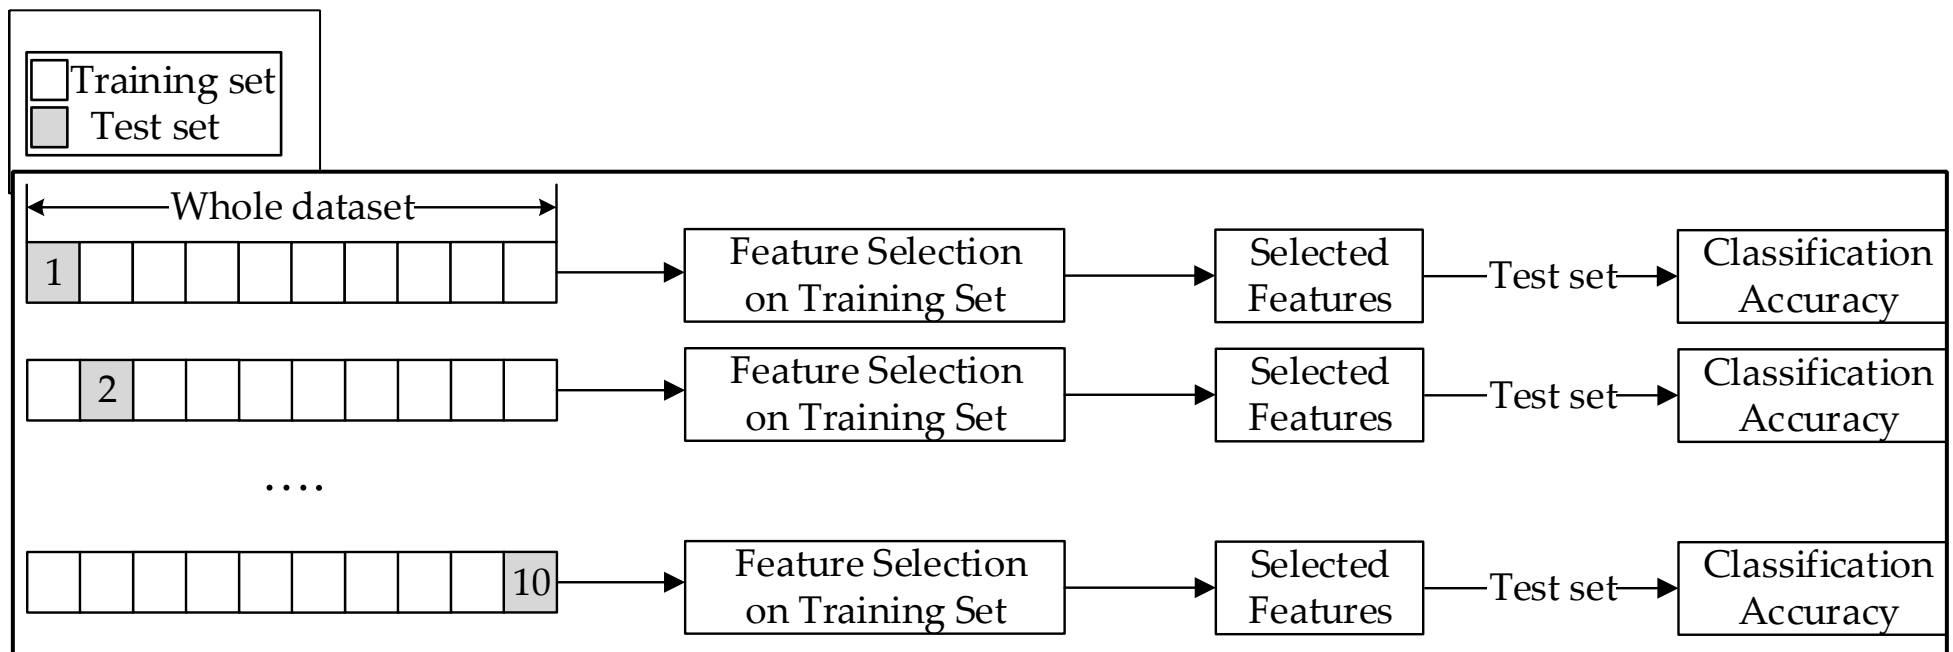 Training set
Test set
Whole dataset
1
Feature Selection
on Training Set
Selected
Features
Test set
Classification
Accuracy
2
Feature Selection
on Training Set
Selected
Features
Test set
Classification
Accuracy
....
10
Feature Selection
on Training Set
Selected
Features
Test set
Classification
Accuracy